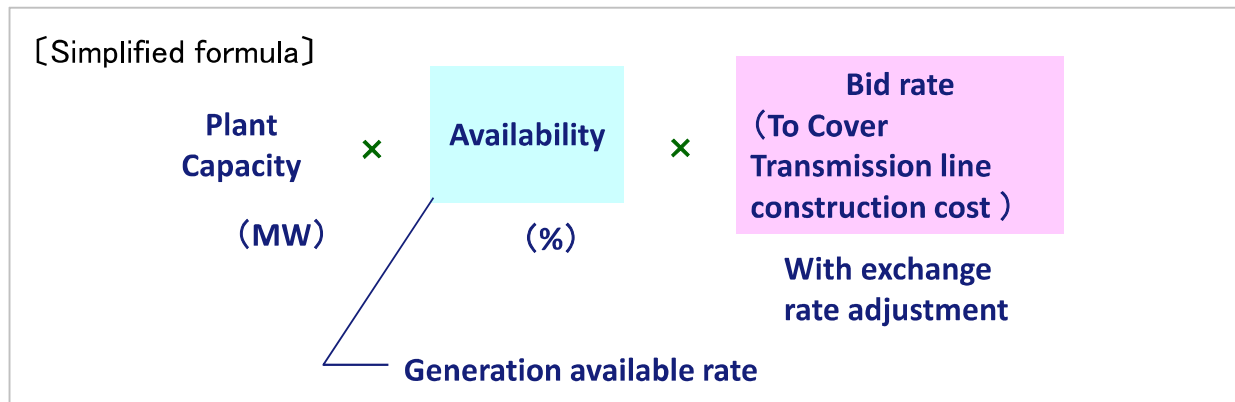 〔Simplified formula〕
Plant
Capacity
(MW)
×
Availability
(%)
×
Bid rate
(To Cover
Transmission line
construction cost )
With exchange
rate adjustment
Generation available rate